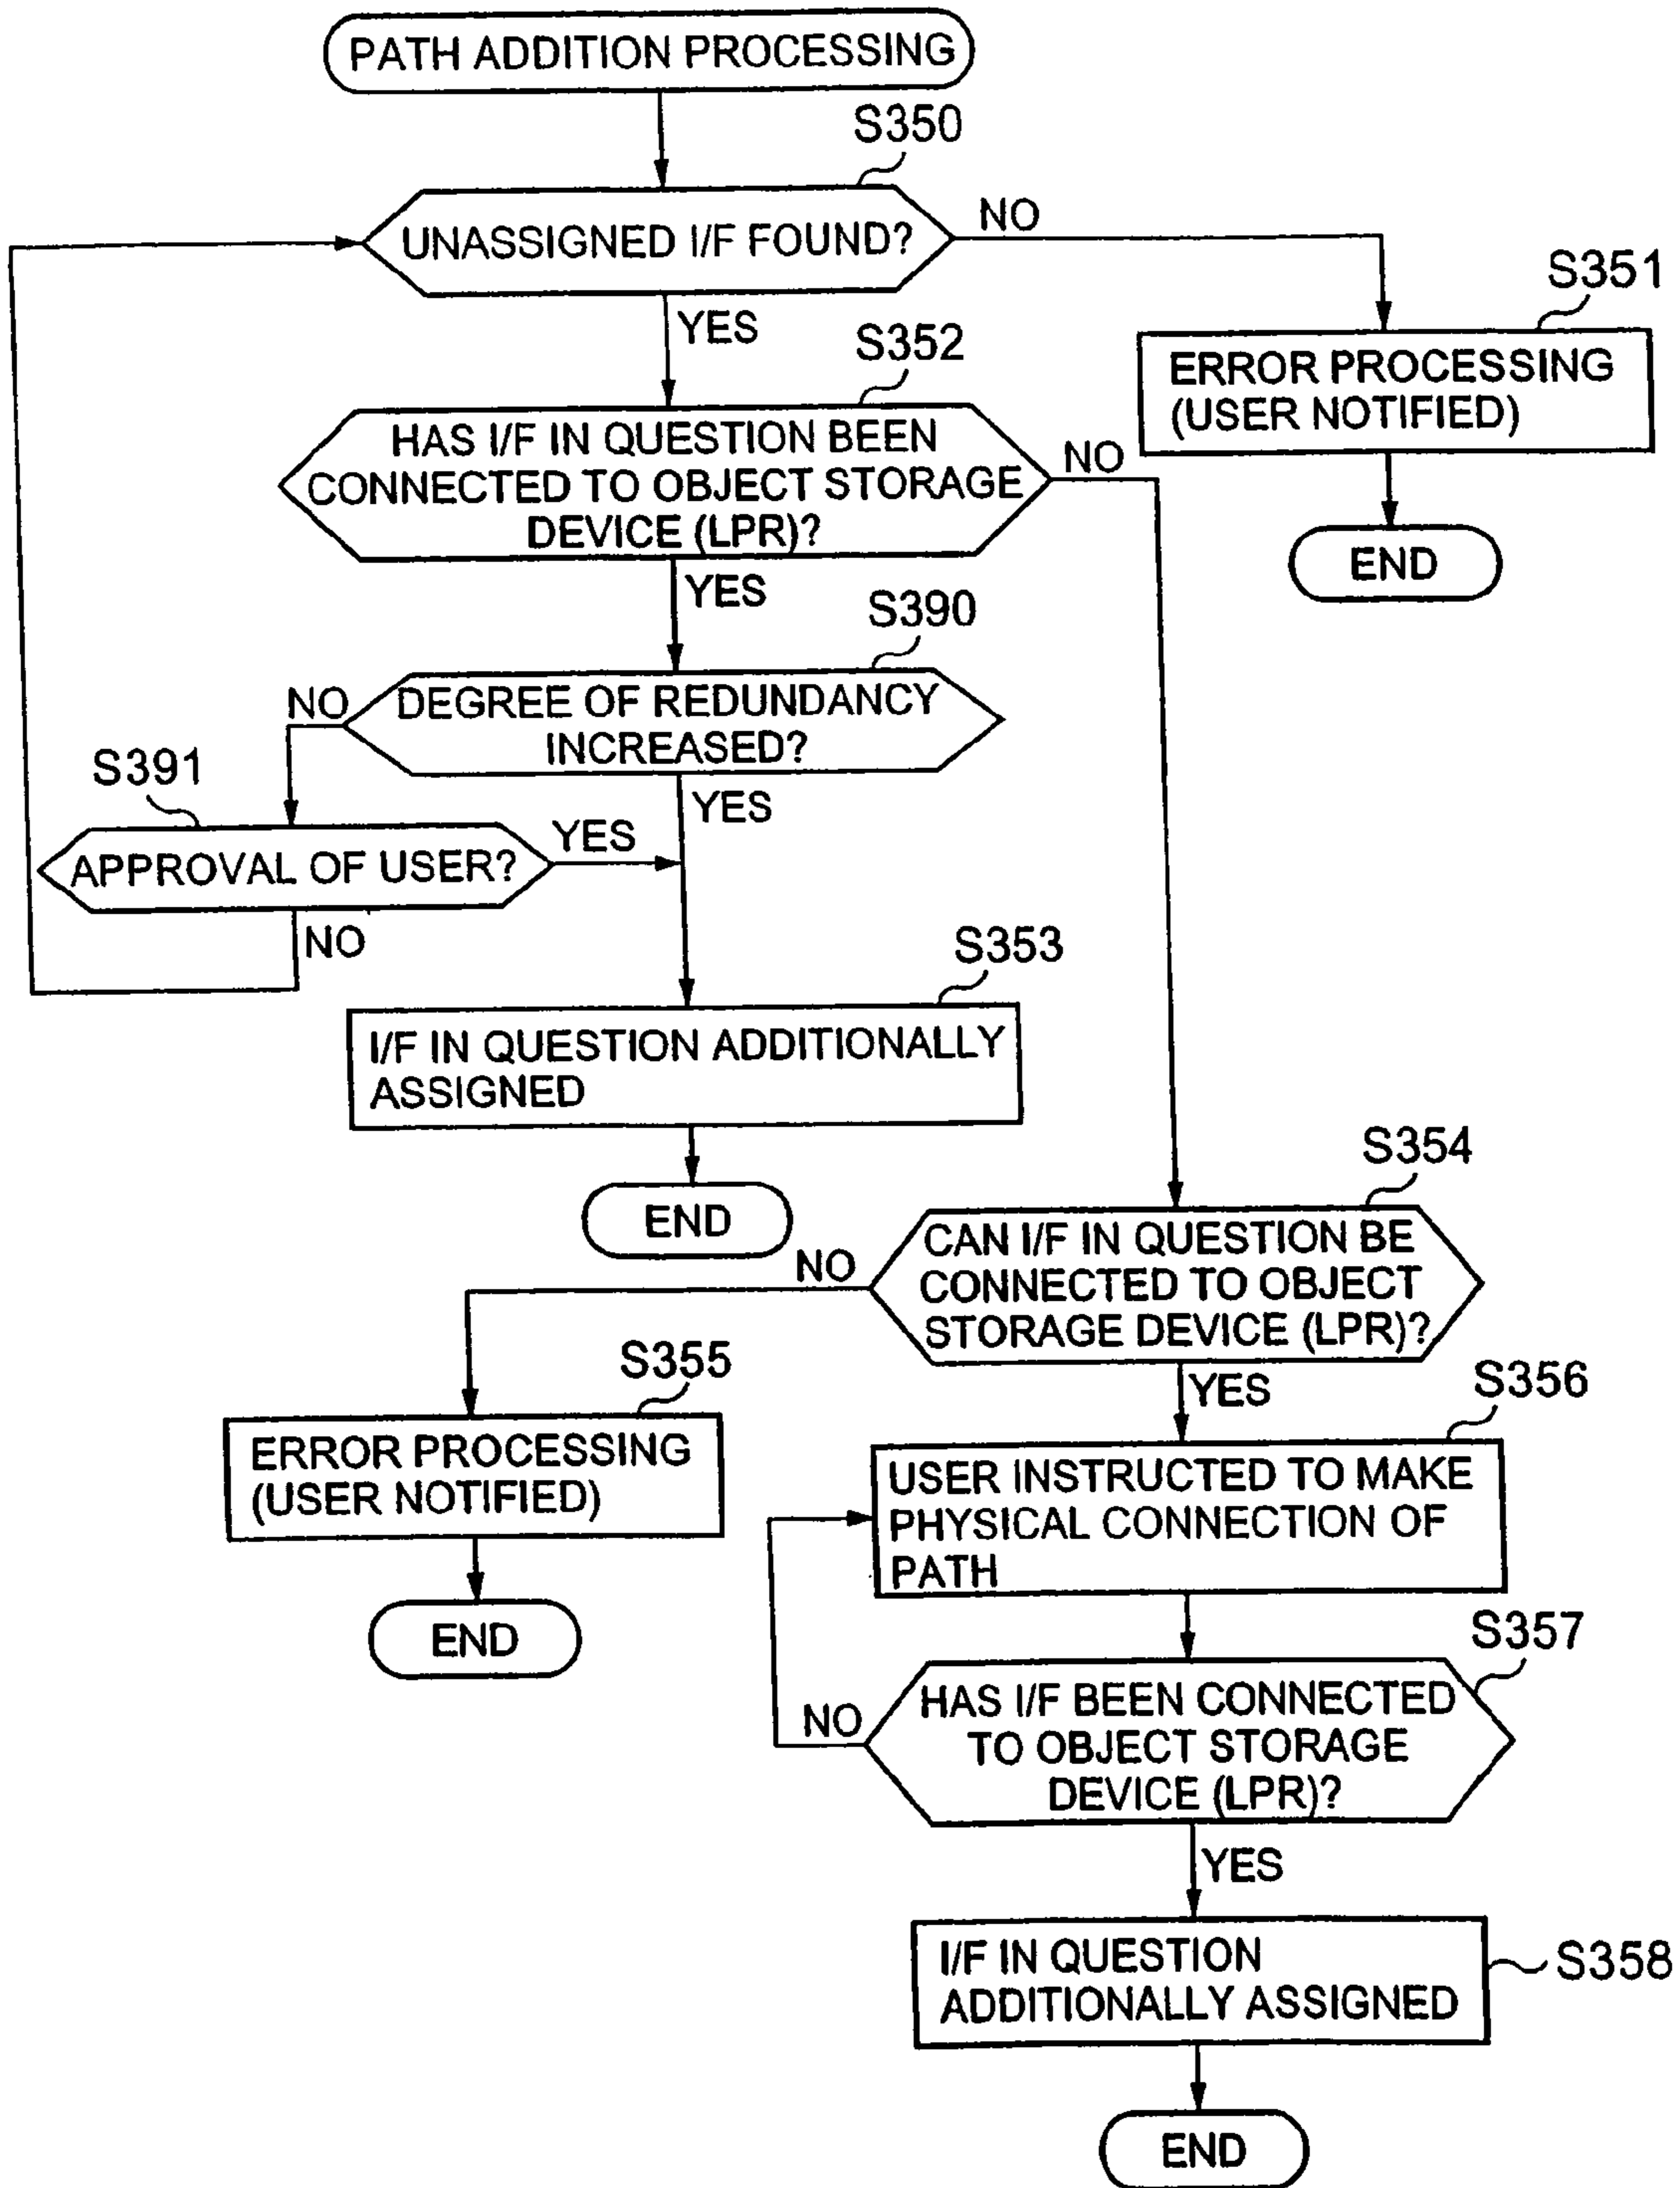 PATH ADDITION PROCESSING
S350
UNASSIGNED I/F FOUND?
NO
YES
S351
ERROR PROCESSING
(USER NOTIFIED)
END
S352
HAS I/F IN QUESTION BEEN
CONNECTED TO OBJECT STORAGE
DEVICE (LPR)?
NO
YES
S390
DEGREE OF REDUNDANCY
INCREASED?
NO
YES
S391
APPROVAL OF USER?
YES
NO
S353
I/F IN QUESTION ADDITIONALLY
ASSIGNED
END
S354
CAN I/F IN QUESTION BE
CONNECTED TO OBJECT
STORAGE DEVICE (LPR)?
NO
YES
S355
ERROR PROCESSING
(USER NOTIFIED)
END
S356
USER INSTRUCTED TO MAKE
PHYSICAL CONNECTION OF
PATH
S357
HAS I/F BEEN CONNECTED
TO OBJECT STORAGE
DEVICE (LPR)?
NO
YES
I/F IN QUESTION
ADDITIONALLY ASSIGNED
S358
END